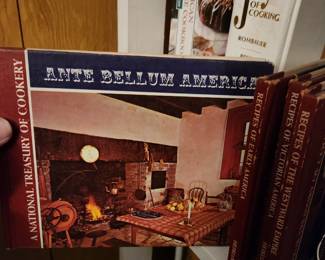 OF COOKING
ROMBAUER
ANTE BELLUM AMERICA
A NATIONAL TREASURY OF COOKERY
RECIPES OF EARLY AMERICA
RECIPES OF VICTORIAN AMERICA
RECIPES OF THE WESTWARD EMPIRE